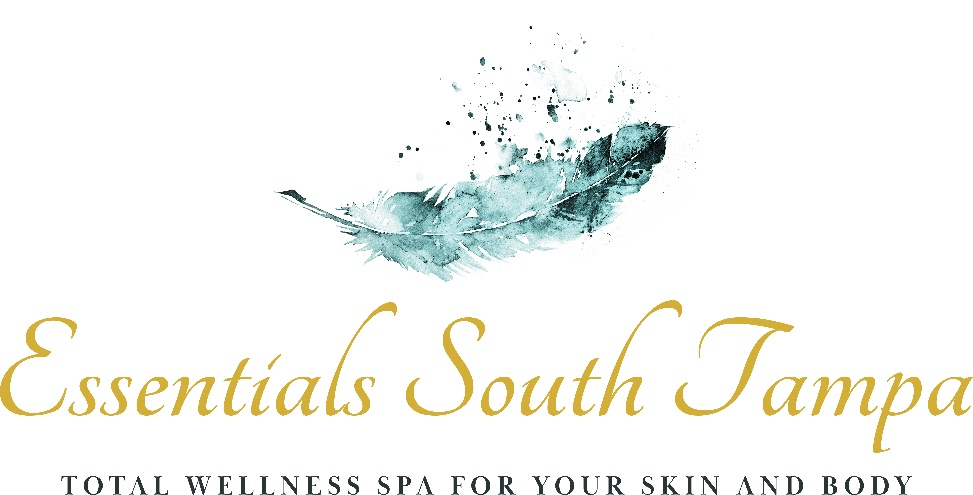 Essentials South Tampa
TOTAL WELLNESS SPA FOR YOUR SKIN AND BODY